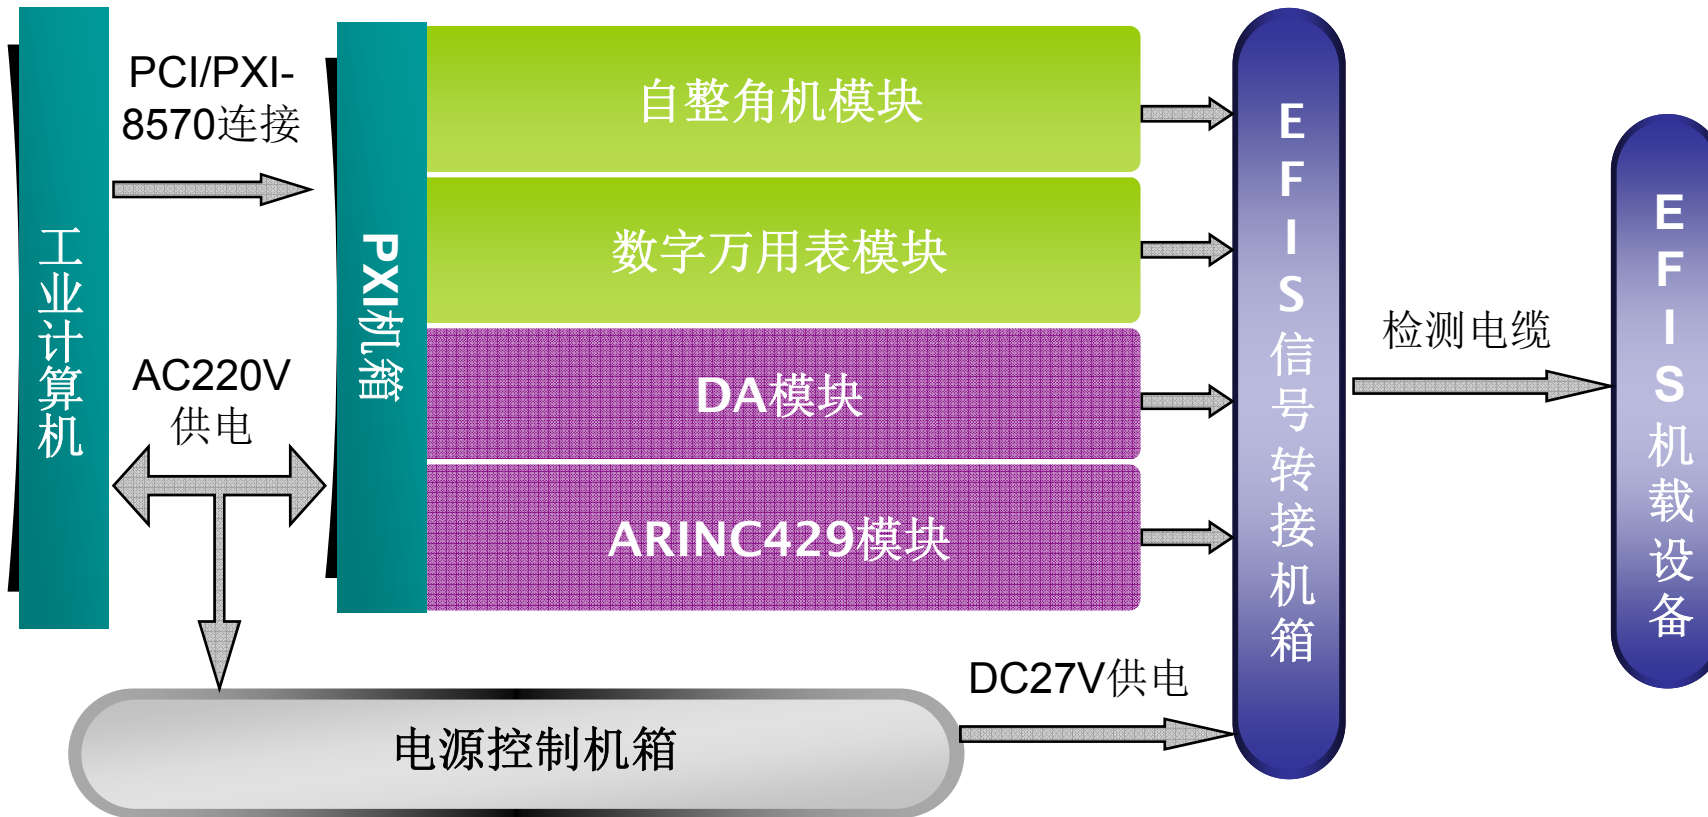 工业计算机
PCI/PXI-
8570连接
AC220V
供电
PXI机箱
自整角机模块
数字万用表模块
DA模块
ARINC429模块
EFIS信号转接机箱
检测电缆
EFIS机载设备
DC27V供电
电源控制机箱